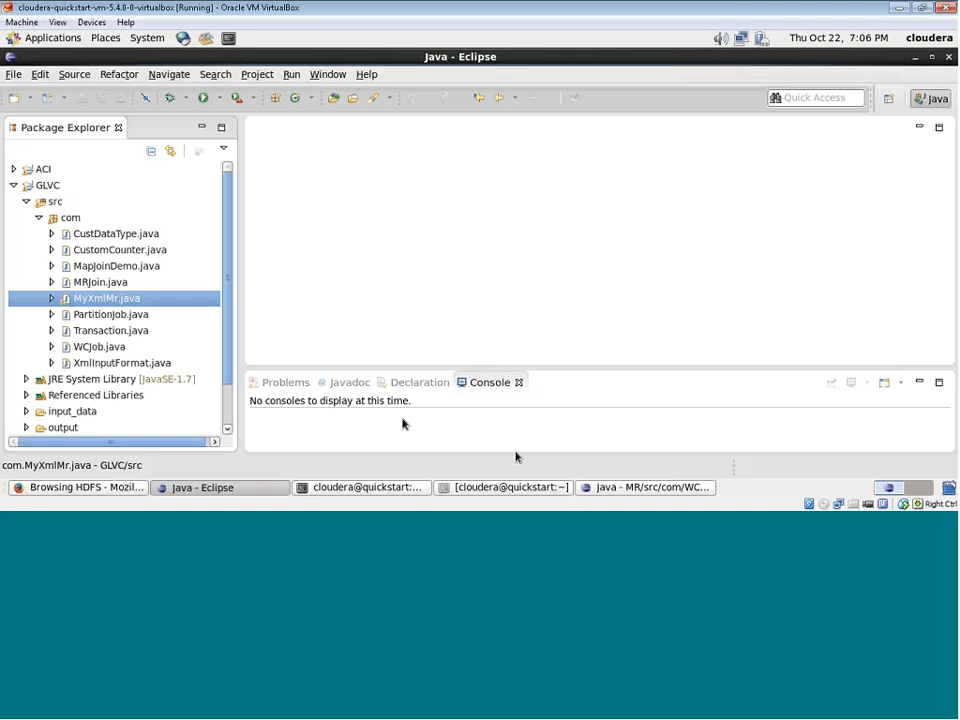 cloudera-quickstart-vm-5.4.0-0-virtualbox [Running] - Oracle VM VirtualBox
Machine View Devices Help
Applications Places System Thu Oct 22, 7:06 PM cloudera
Java - Eclipse
File Edit Source Refactor Navigate Search Project Run Window Help
Quick Access Java
Package Explorer
ACI
GLVC
src
com
CustDataType.java
CustomCounter.java
MapJoinDemo.java
MRJoin.java
MyXmlMr.java
PartitionJob.java
Transaction.java
WCJob.java
XmlInputFormat.java
JRE System Library [JavaSE-1.7]
Referenced Libraries
input_data
output
Problems Javadoc Declaration Console
No consoles to display at this time.
com.MyXmlMr.java - GLVC/src
Browsing HDFS - Mozil... Java - Eclipse cloudera@quickstart:... [cloudera@quickstart:~] Java - MR/src/com/WC...
Right Ctrl